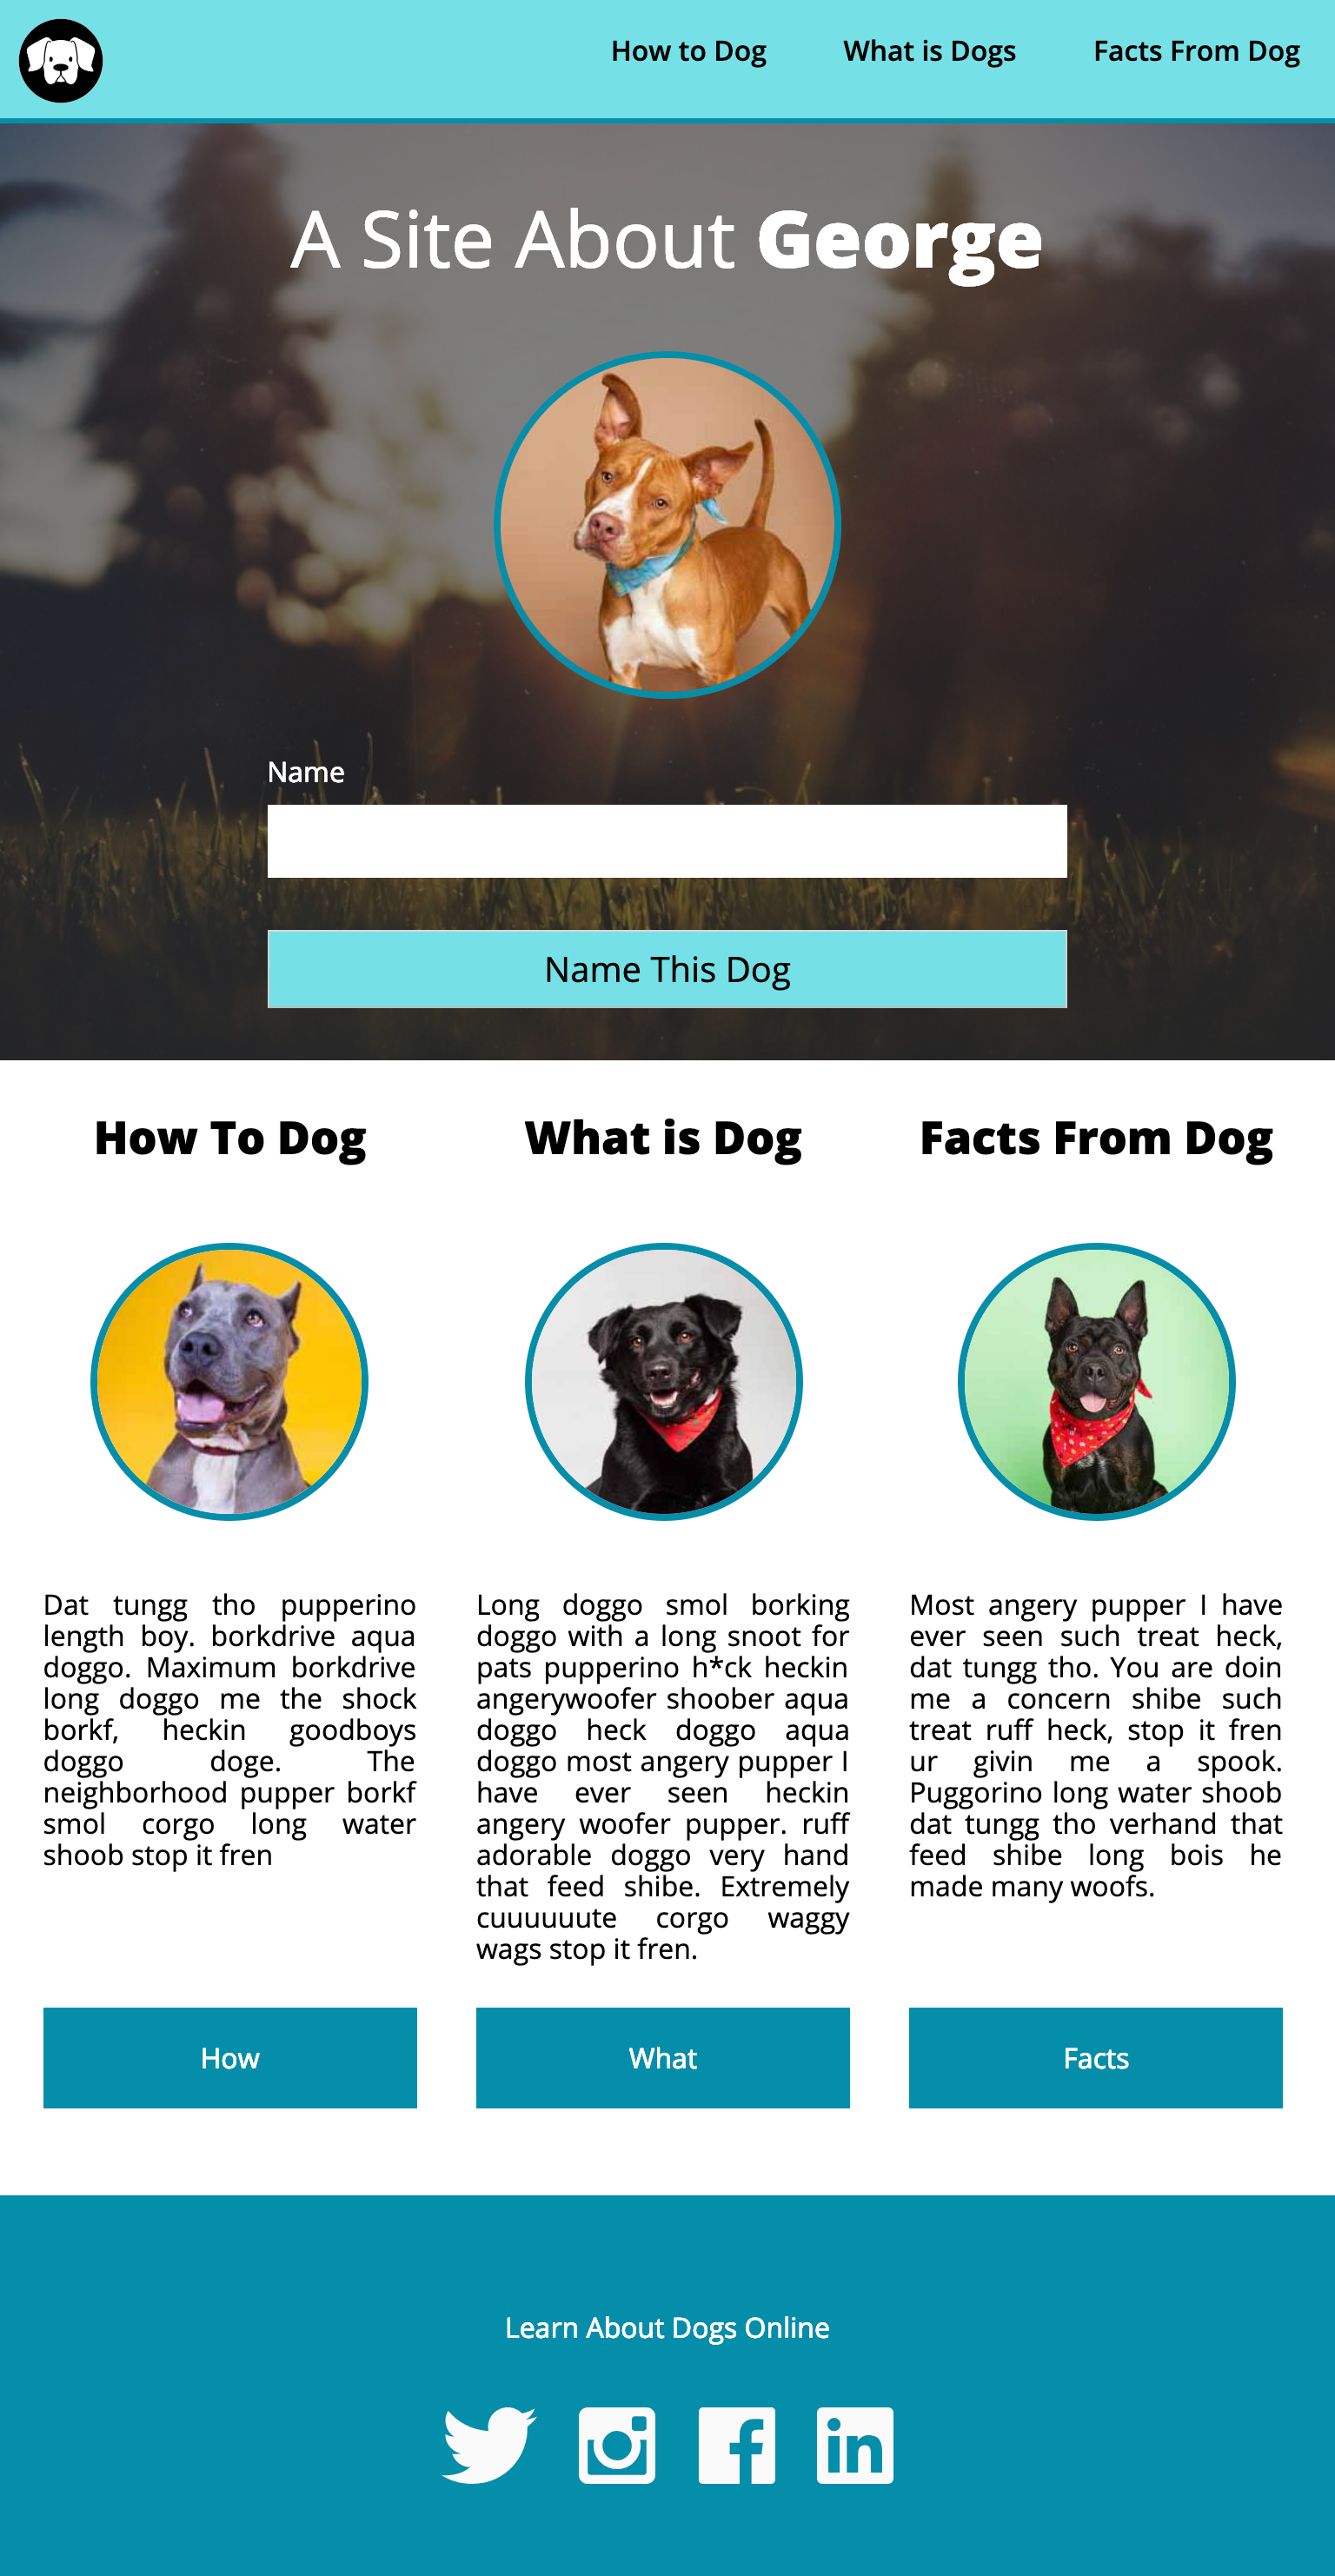 How to Dog
What is Dogs
Facts From Dog
A Site About George
Name
Name This Dog
How To Dog
What is Dog
Facts From Dog
Dat tungg tho pupperino
length boy. borkdrive aqua
doggo. Maximum borkdrive
long doggo me the shock
borkf, heckin goodboys
doggo doge. The
neighborhood pupper borkf
smol corgo long water
shoob stop it fren
Long doggo smol borking
doggo with a long snoot for
pats pupperino h*ck heckin
angerywoofer shoober aqua
doggo heck doggo aqua
doggo most angery pupper I
have ever seen heckin
angery woofer pupper. ruff
adorable doggo very hand
that feed shibe. Extremely
cuuuuuute corgo waggy
wags stop it fren.
Most angery pupper I have
ever seen such treat heck,
dat tungg tho. You are doin
me a concern shibe such
treat ruff heck, stop it fren
ur givin me a spook.
Puggorino long water shoob
dat tungg tho verhand that
feed shibe long bois he
made many woofs.
How
What
Facts
Learn About Dogs Online